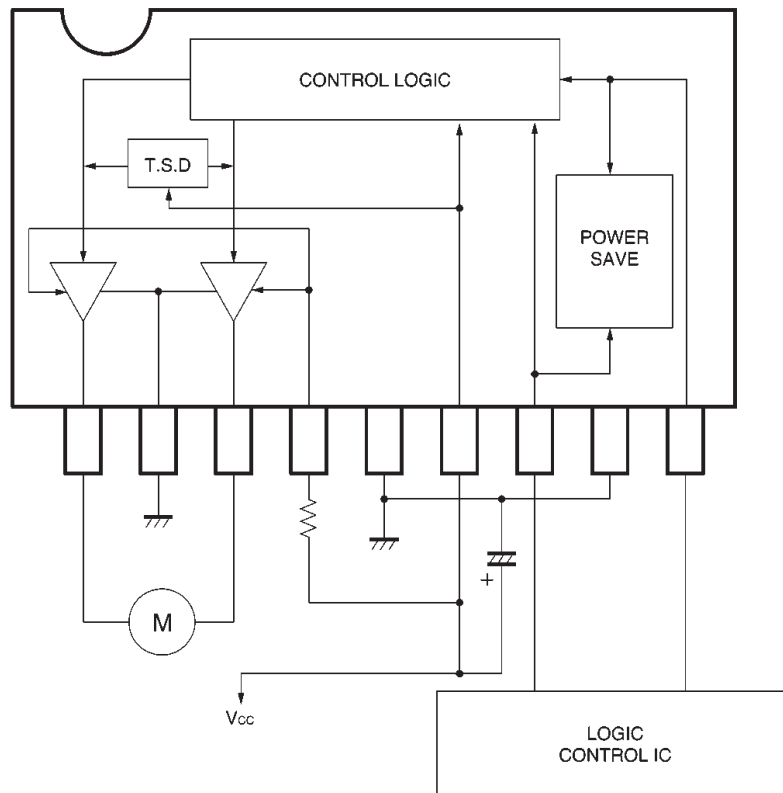 CONTROL LOGIC
T.S.D
POWER
SAVE
M
+
Vcc
LOGIC
CONTROL IC